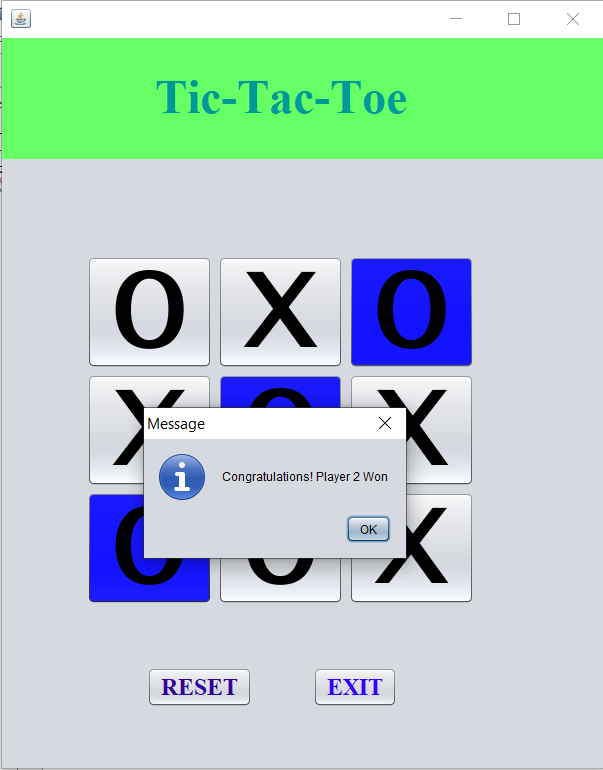 Tic-Tac-Toe
O X O
X O X
Message
Congratulations! Player 2 Won
OK
O O X
RESET EXIT